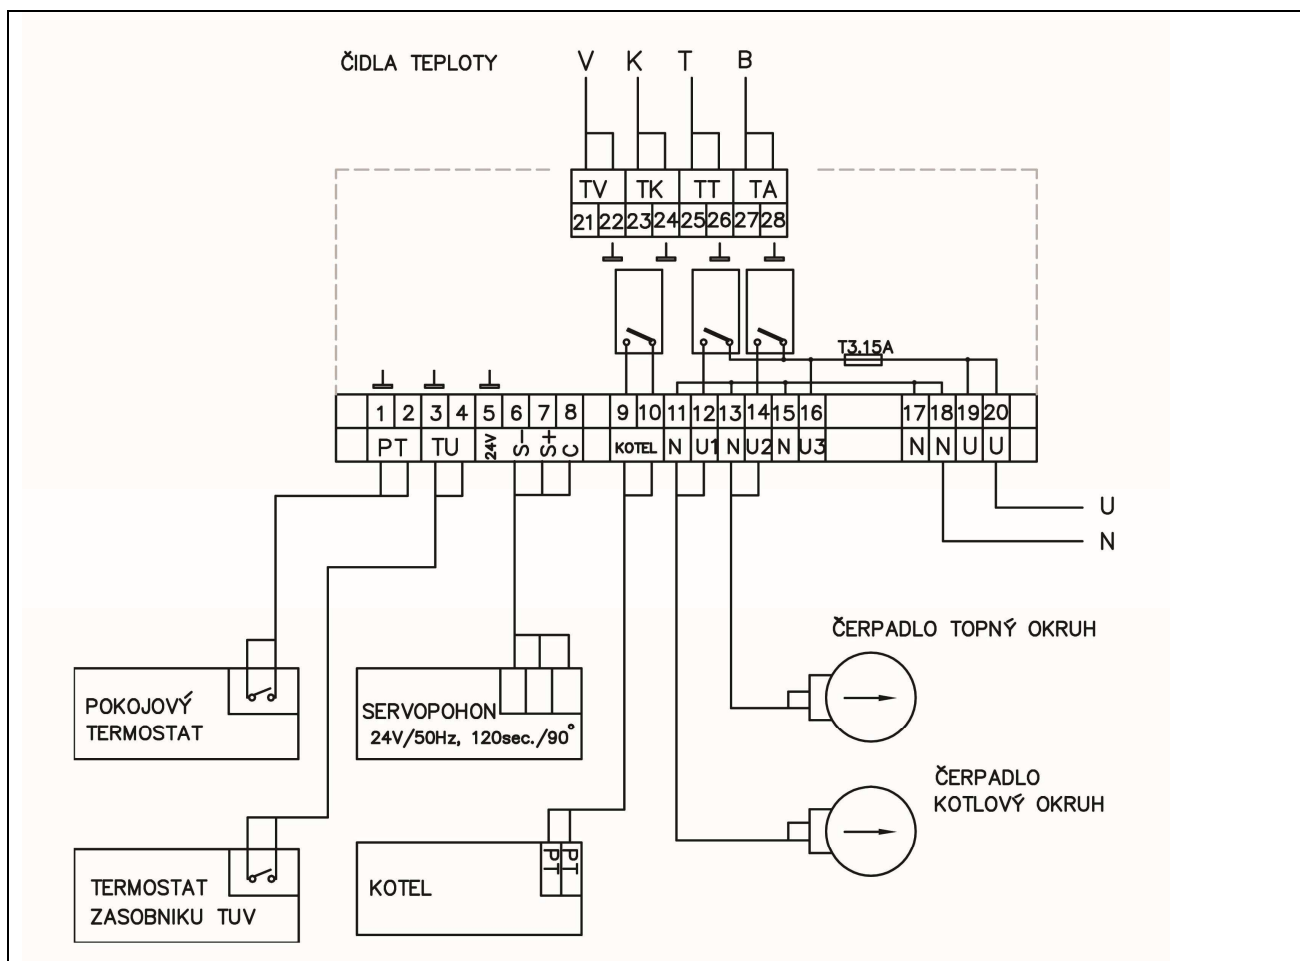 ČIDLA TEPLOTY V K T B
TV TK TT TA
21 22 23 24 25 26 27 28
T3,15A
1 2 3 4 5 6 7 8 9 10 11 12 13 14 15 16 17 18 19 20
PT TU 24V S- S+ C KOTEL N U1 N U2 N U3 N N U U
U
N
ČERPADLO TOPNÝ OKRUH
POKOJOVÝ
TERMOSTAT
SERVOPOHON
24V/50Hz, 120sec./90°
ČERPADLO
KOTLOVÝ OKRUH
PT PT
KOTEL
TERMOSTAT
ZASOBNIKU TUV